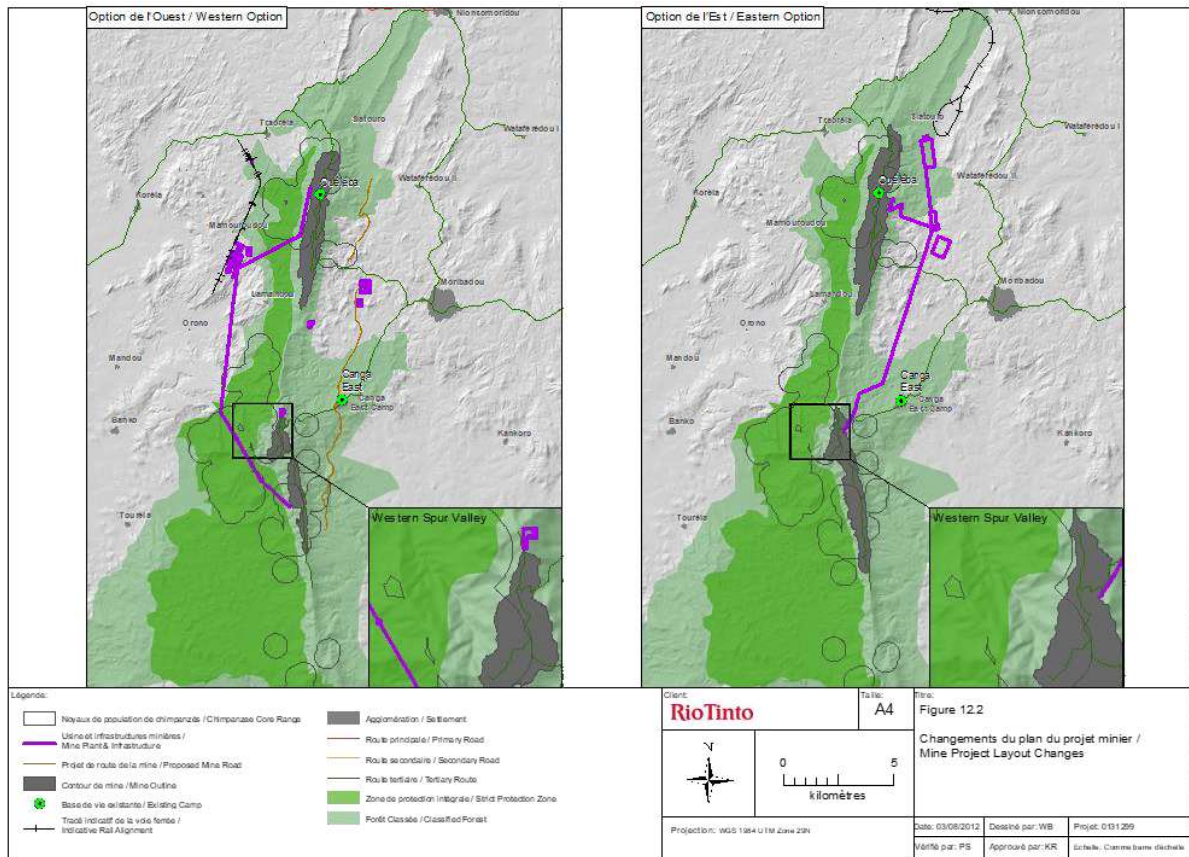 Option de l'Ouest / Western Option
Nionsomoridou
Traoréla
Siatouro
Wataférédou I
Wataférédou II
Koréla
Ouéléba
Mamouroudou
Moribadou
Lamandou
Orono
Mandou
Canga
East
Canga
East Camp
Banko
Kankoro
Touréla
Western Spur Valley
Option de l'Est / Eastern Option
Nionsomoridou
Traoréla
Siatouro
Wataférédou I
Wataférédou II
Koréla
Ouéléba
Mamouroudou
Moribadou
Lamandou
Orono
Mandou
Canga
East
Canga
East Camp
Banko
Kankoro
Touréla
Western Spur Valley
Légende:
Noyaux de population de chimpanzés / Chimpanzee Core Range
Usine et infrastructures minières /
Mine Plant & Infrastructure
Projet de route de la mine / Proposed Mine Road
Contour de mine / Mine Outline
Base de vie existante / Existing Camp
Tracé indicatif de la voie ferrée /
Indicative Rail Alignment
Agglomération / Settlement
Route principale / Primary Road
Route secondaire / Secondary Road
Route tertiaire / Tertiary Route
Zone de protection intégrale / Strict Protection Zone
Forêt Classée / Classified Forest
Client:
RioTinto
Taille:
A4
Titre:
Figure 12.2
Changements du plan du projet minier /
Mine Project Layout Changes
N
0 5
kilomètres
Projection: WGS 1984 UTM Zone 29N
Date: 03/08/2012 Dessiné par: WB Projet: 0131299
Vérifié par: PS Approuvé par: KR Echelle: Comme barre d'échelle